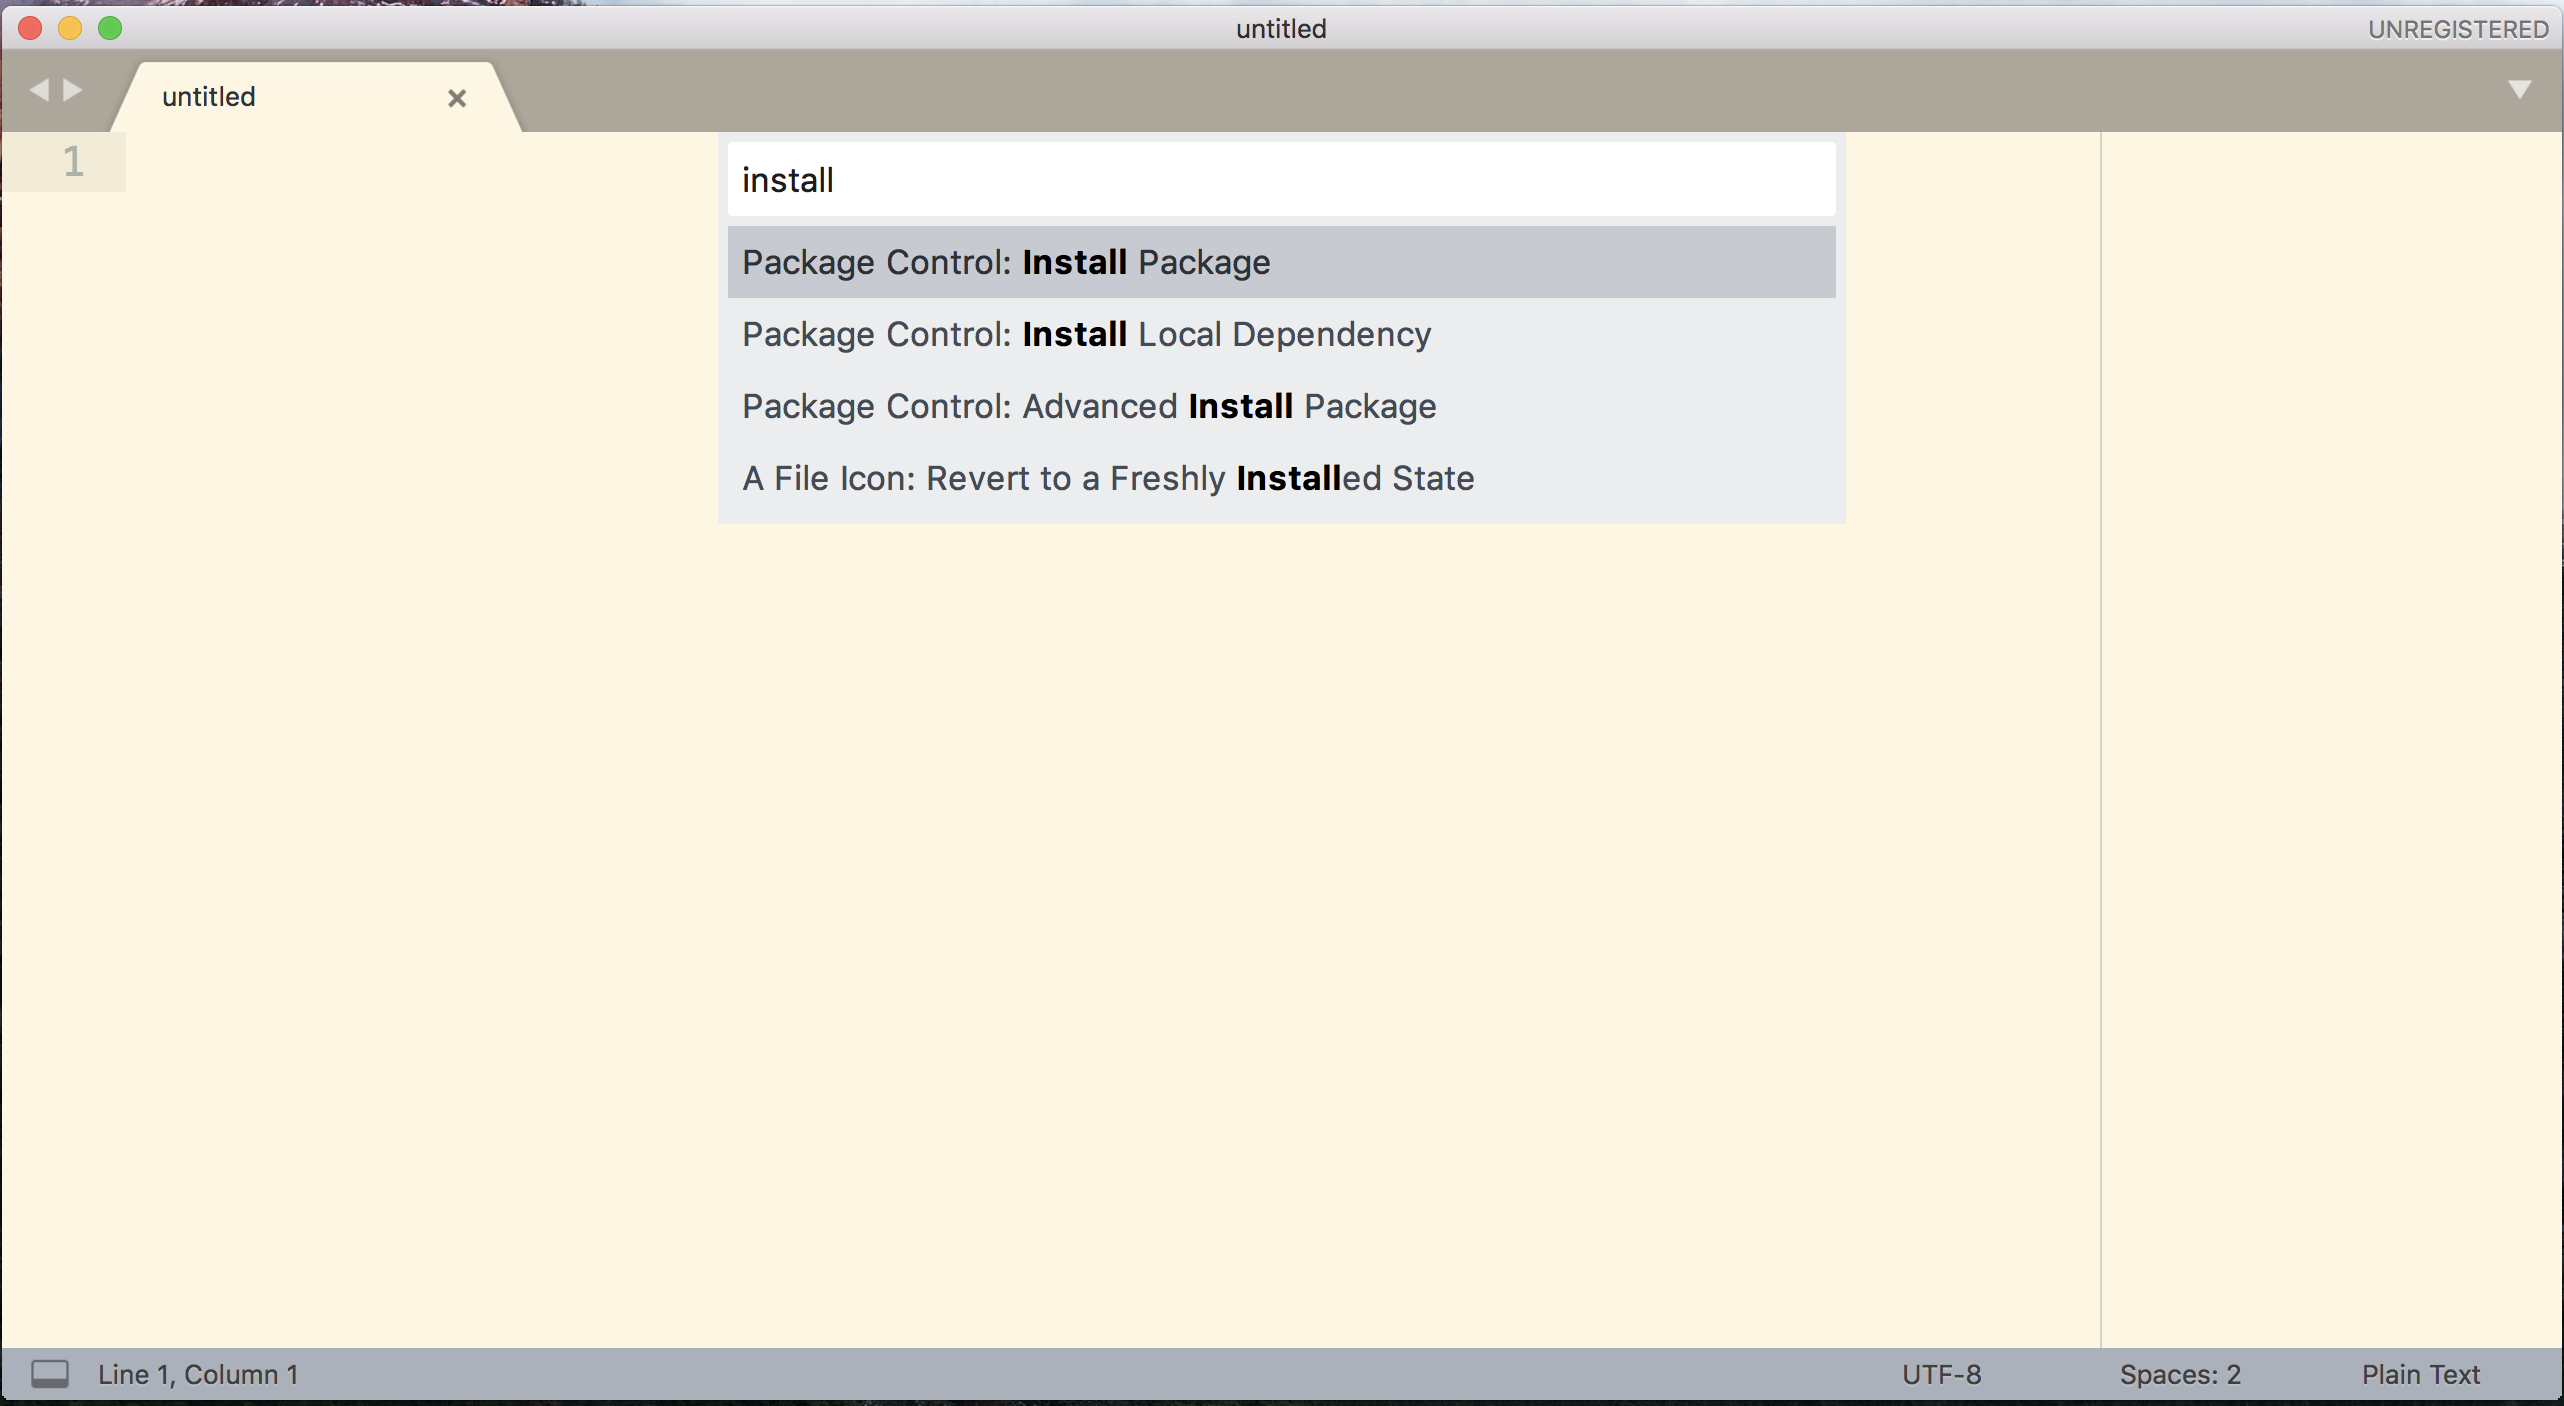 untitled
UNREGISTERED
untitled
1
install
Package Control: Install Package
Package Control: Install Local Dependency
Package Control: Advanced Install Package
A File Icon: Revert to a Freshly Installed State
Line 1, Column 1
UTF-8
Spaces: 2
Plain Text